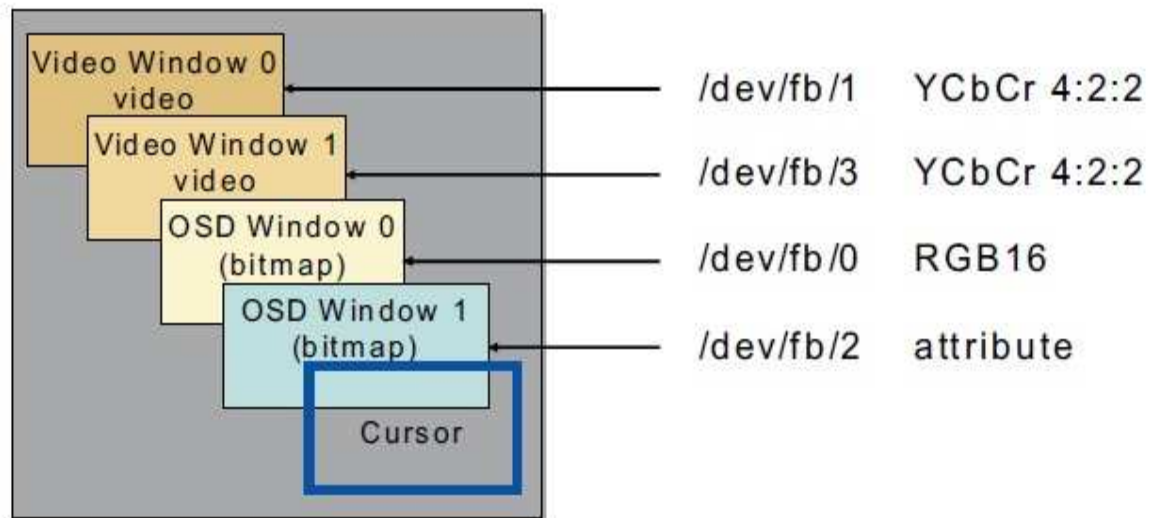 Video Window 0
video
/dev/fb/1 YCbCr 4:2:2
Video Window 1
video
/dev/fb/3 YCbCr 4:2:2
OSD Window 0
(bitmap)
/dev/fb/0 RGB16
OSD Window 1
(bitmap)
/dev/fb/2 attribute
Cursor